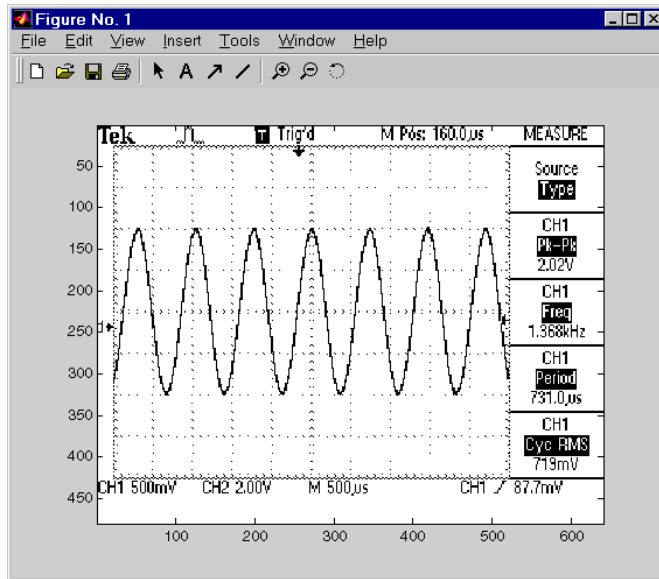 Figure No. 1
File Edit View Insert Tools Window Help
A
Tek T Trig'd M Pos: 160.0µs MEASURE
50
100
150
200
250
300
350
400
450
Source
Type
CH1
Pk-Pk
2.02V
CH1
Freq
1.368kHz
CH1
Period
731.0µs
CH1
Cyc RMS
719mV
CH1 500mV CH2 2.00V M 500µs CH1 87.7mV
100 200 300 400 500 600